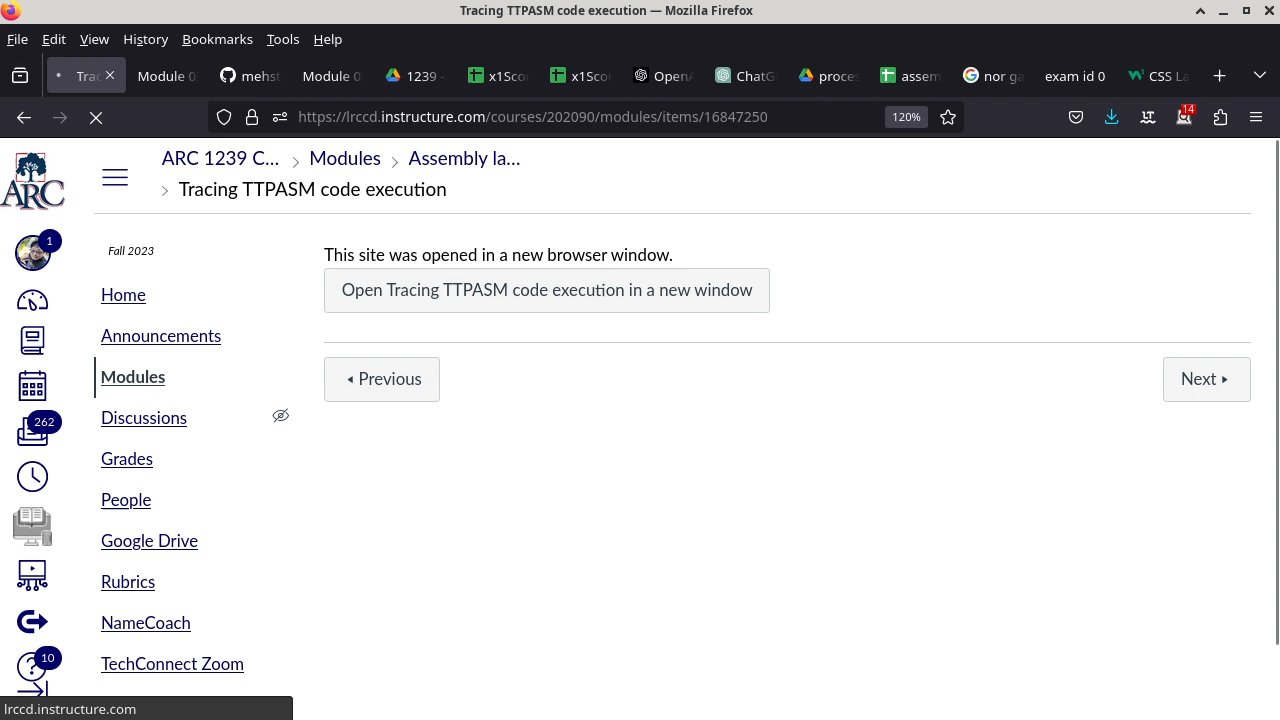 Tracing TTPASM code execution — Mozilla Firefox
File Edit View History Bookmarks Tools Help
Trac Module 0 mehst Module 0 1239 - x1Scor x1Scor OpenA ChatG proce assem nor ga exam id 0 CSS La
https://lrccd.instructure.com/courses/202090/modules/items/16847250 120% 14
ARC 1239 C... Modules Assembly la...
ARC
Tracing TTPASM code execution
1
Fall 2023
This site was opened in a new browser window.
Open Tracing TTPASM code execution in a new window
Home
Announcements
Modules
Previous
Next
Discussions
262
Grades
People
Google Drive
Rubrics
NameCoach
10
TechConnect Zoom
lrccd.instructure.com